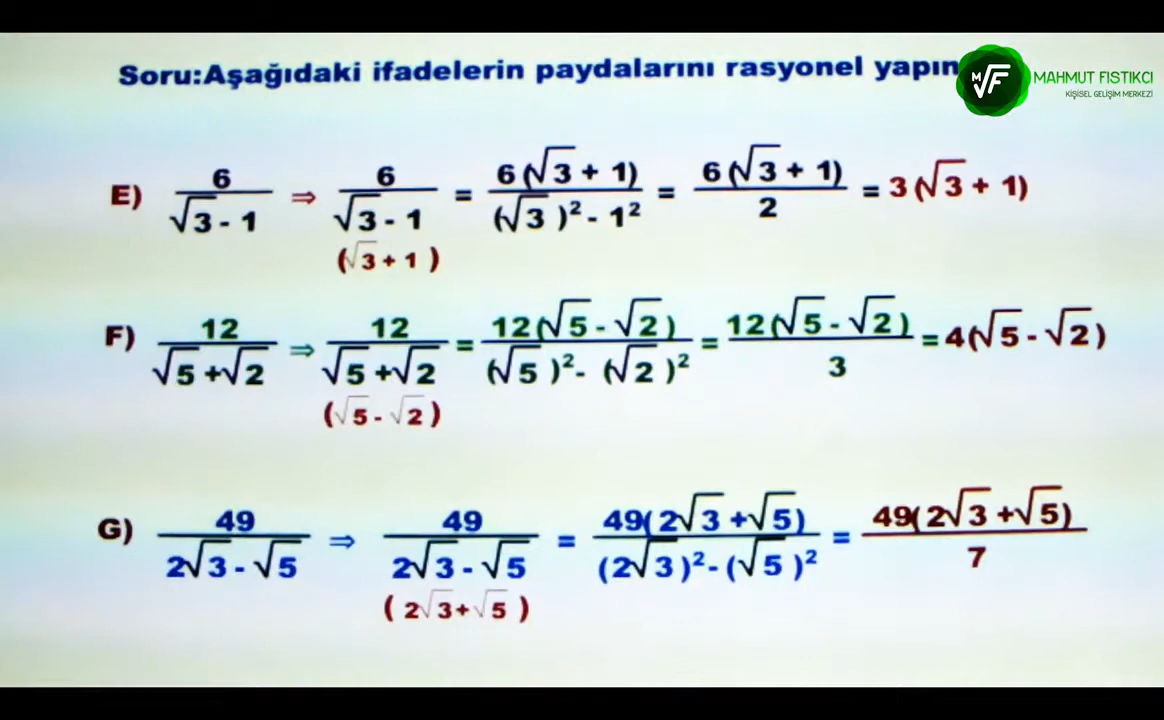 Soru:Aşağıdaki ifadelerin paydalarını rasyonel yapın
M√F
MAHMUT FISTIKCI
KİŞİSEL GELİŞİM MERKEZİ
E) 6/(√3 - 1) ⇒ 6/(√3 - 1) (√3 + 1) = 6(√3 + 1)/((√3)² - 1²) = 6(√3 + 1)/2 = 3(√3 + 1)
F) 12/(√5 + √2) ⇒ 12/(√5 + √2) (√5 - √2) = 12(√5 - √2)/((√5)² - (√2)²) = 12(√5 - √2)/3 = 4(√5 - √2)
G) 49/(2√3 - √5) ⇒ 49/(2√3 - √5) (2√3 + √5) = 49(2√3 + √5)/((2√3)² - (√5)²) = 49(2√3 + √5)/7